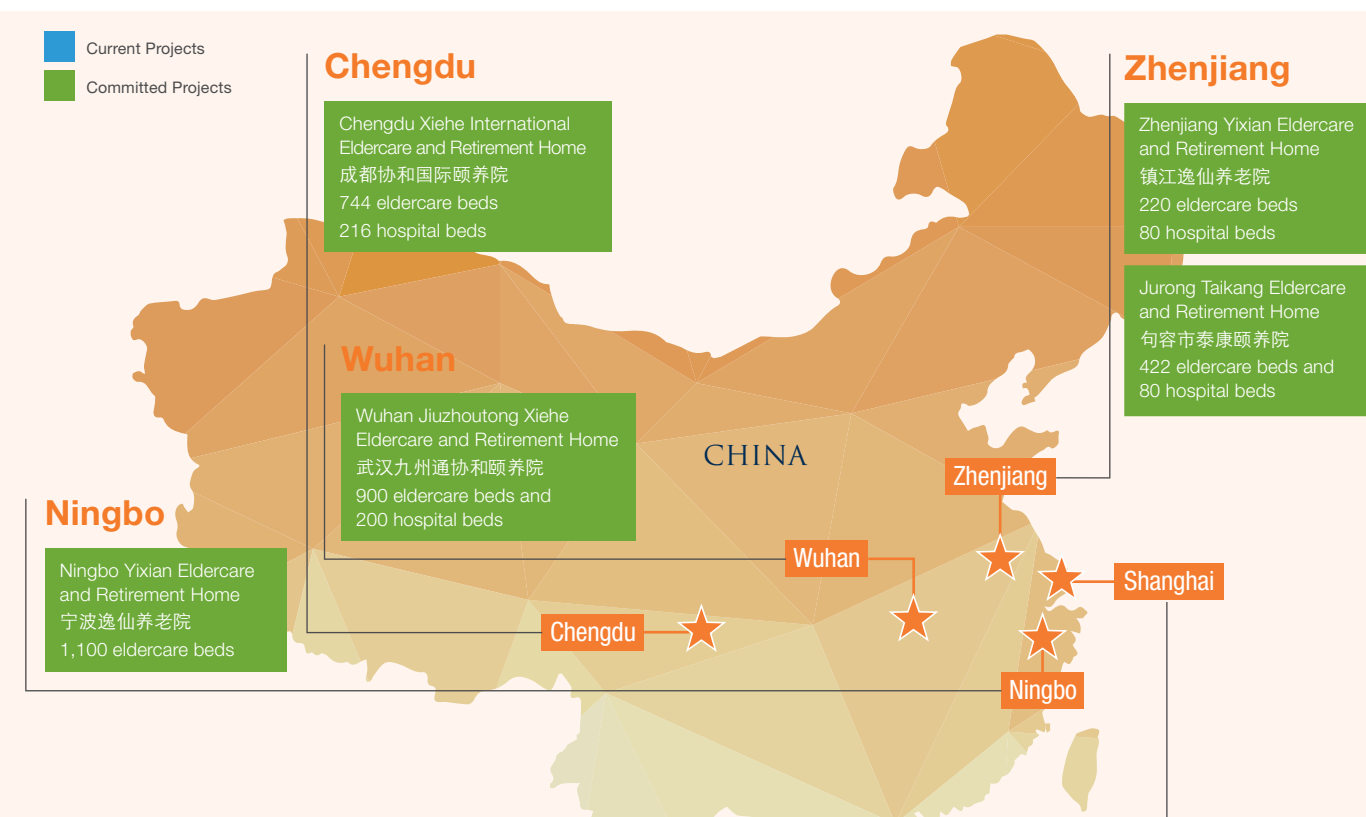 Current Projects
Committed Projects
Chengdu
Chengdu Xiehe International
Eldercare and Retirement Home
成都协和国际颐养院
744 eldercare beds
216 hospital beds
Zhenjiang
Zhenjiang Yixian Eldercare
and Retirement Home
镇江逸仙养老院
220 eldercare beds
80 hospital beds
Jurong Taikang Eldercare
and Retirement Home
句容市泰康颐养院
422 eldercare beds and
80 hospital beds
Wuhan
Wuhan Jiuzhoutong Xiehe
Eldercare and Retirement Home
武汉九州通协和颐养院
900 eldercare beds and
200 hospital beds
Ningbo
Ningbo Yixian Eldercare
and Retirement Home
宁波逸仙养老院
1,100 eldercare beds
CHINA
Zhenjiang
Wuhan
Shanghai
Chengdu
Ningbo